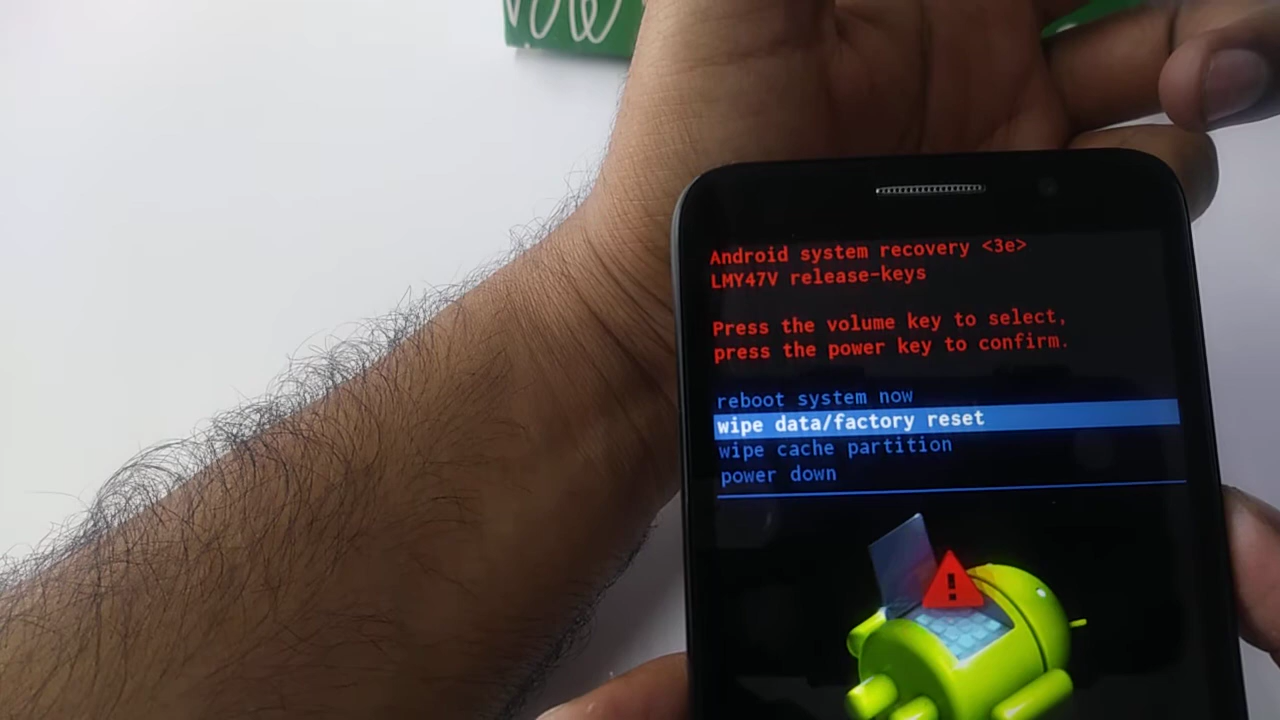 Android system recovery <3e>
LMY47V release-keys
Press the volume key to select,
press the power key to confirm.
reboot system now
wipe data/factory reset
wipe cache partition
power down